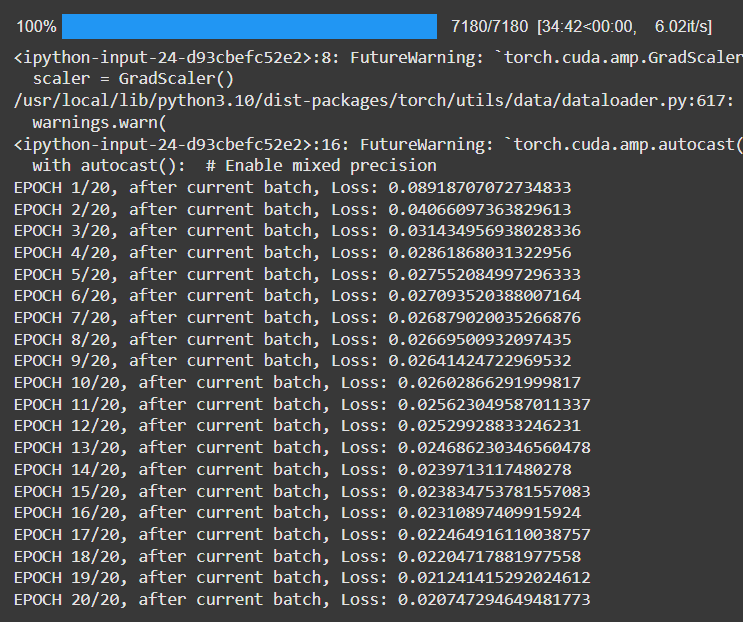 100% 7180/7180 [34:42<00:00, 6.02it/s]
<ipython-input-24-d93cbefc52e2>:8: FutureWarning: `torch.cuda.amp.GradScaler
  scaler = GradScaler()
/usr/local/lib/python3.10/dist-packages/torch/utils/data/dataloader.py:617:
  warnings.warn(
<ipython-input-24-d93cbefc52e2>:16: FutureWarning: `torch.cuda.amp.autocast(
  with autocast():  # Enable mixed precision
EPOCH 1/20, after current batch, Loss: 0.08918707072734833
EPOCH 2/20, after current batch, Loss: 0.04066097363829613
EPOCH 3/20, after current batch, Loss: 0.031434956938028336
EPOCH 4/20, after current batch, Loss: 0.02861868031322956
EPOCH 5/20, after current batch, Loss: 0.027552084997296333
EPOCH 6/20, after current batch, Loss: 0.027093520388007164
EPOCH 7/20, after current batch, Loss: 0.026879020035266876
EPOCH 8/20, after current batch, Loss: 0.02669500932097435
EPOCH 9/20, after current batch, Loss: 0.02641424722969532
EPOCH 10/20, after current batch, Loss: 0.02602866291999817
EPOCH 11/20, after current batch, Loss: 0.025623049587011337
EPOCH 12/20, after current batch, Loss: 0.02529928833246231
EPOCH 13/20, after current batch, Loss: 0.024686230346560478
EPOCH 14/20, after current batch, Loss: 0.0239713117480278
EPOCH 15/20, after current batch, Loss: 0.023834753781557083
EPOCH 16/20, after current batch, Loss: 0.02310897409915924
EPOCH 17/20, after current batch, Loss: 0.022464916110038757
EPOCH 18/20, after current batch, Loss: 0.02204717881977558
EPOCH 19/20, after current batch, Loss: 0.021241415292024612
EPOCH 20/20, after current batch, Loss: 0.020747294649481773